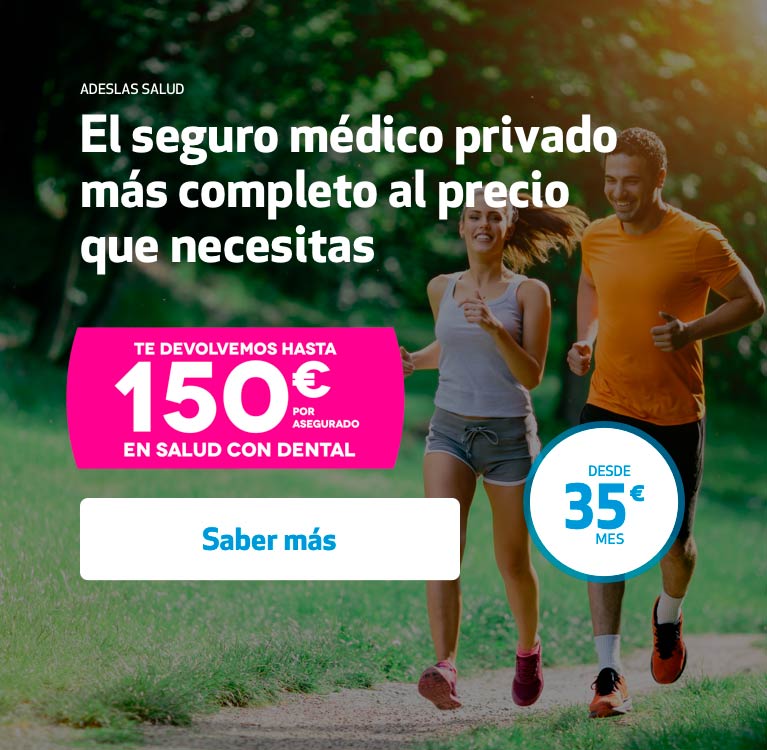 ADESLAS SALUD
El seguro médico privado
más completo al precio
que necesitas
TE DEVOLVEMOS HASTA
150€
POR
ASEGURADO
EN SALUD CON DENTAL
Saber más
DESDE
35€
MES